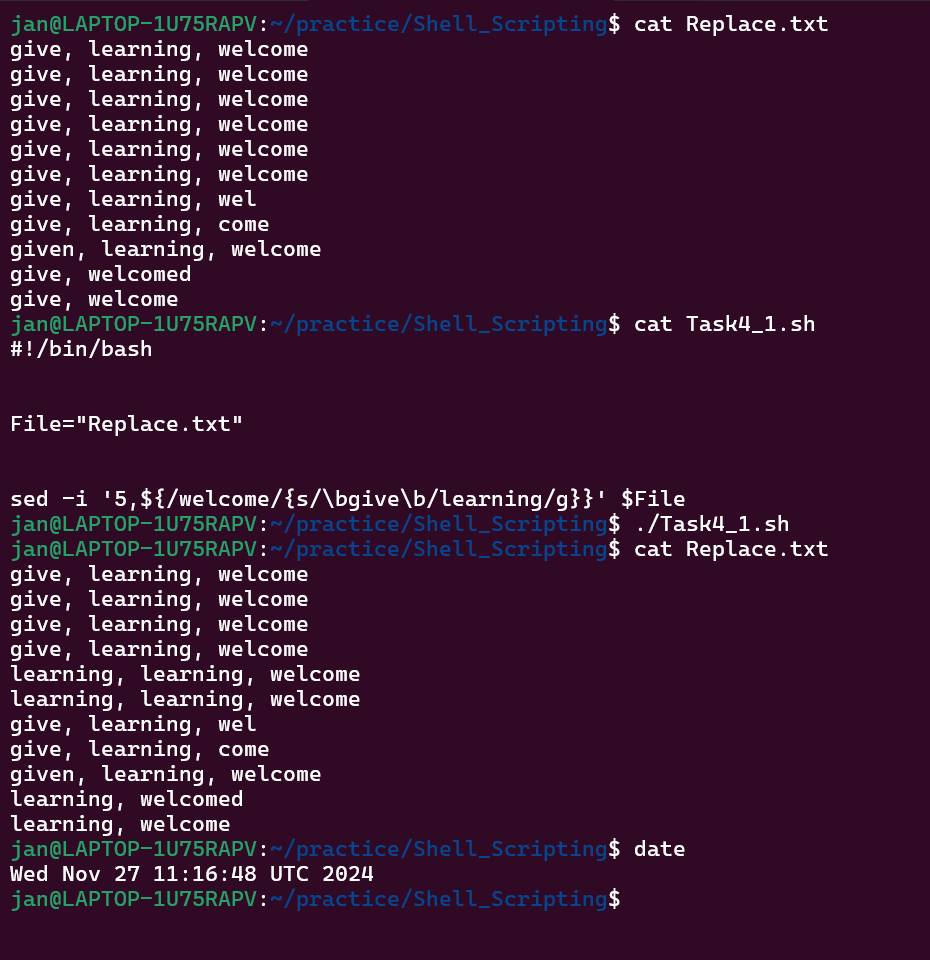 jan@LAPTOP-1U75RAPV:~/practice/Shell_Scripting$ cat Replace.txt
give, learning, welcome
give, learning, welcome
give, learning, welcome
give, learning, welcome
give, learning, welcome
give, learning, welcome
give, learning, wel
give, learning, come
given, learning, welcome
give, welcomed
give, welcome
jan@LAPTOP-1U75RAPV:~/practice/Shell_Scripting$ cat Task4_1.sh
#!/bin/bash
File="Replace.txt"
sed -i '5,${/welcome/{s/\bgive\b/learning/g}}' $File
jan@LAPTOP-1U75RAPV:~/practice/Shell_Scripting$ ./Task4_1.sh
jan@LAPTOP-1U75RAPV:~/practice/Shell_Scripting$ cat Replace.txt
give, learning, welcome
give, learning, welcome
give, learning, welcome
give, learning, welcome
learning, learning, welcome
learning, learning, welcome
give, learning, wel
give, learning, come
given, learning, welcome
learning, welcomed
learning, welcome
jan@LAPTOP-1U75RAPV:~/practice/Shell_Scripting$ date
Wed Nov 27 11:16:48 UTC 2024
jan@LAPTOP-1U75RAPV:~/practice/Shell_Scripting$